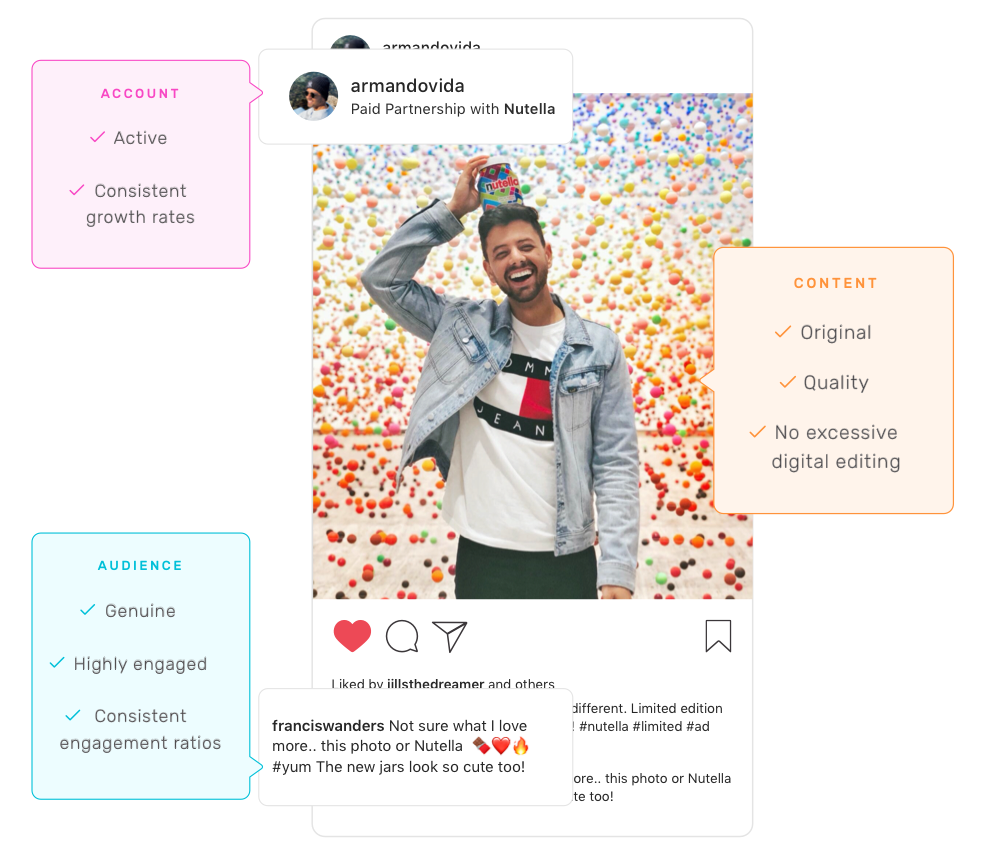 armandovida
ACCOUNT
Active
Consistent
growth rates
armandovida
Paid Partnership with Nutella
nutella
TOMM
JEAN
CONTENT
Original
Quality
No excessive
digital editing
AUDIENCE
Genuine
Highly engaged
Consistent
engagement ratios
Liked by jillsthedreamer and others
different. Limited edition
! #nutella #limited #ad
franciswanders Not sure what I love
more.. this photo or Nutella 🍫❤️🔥
#yum The new jars look so cute too!
ore.. this photo or Nutella
te too!